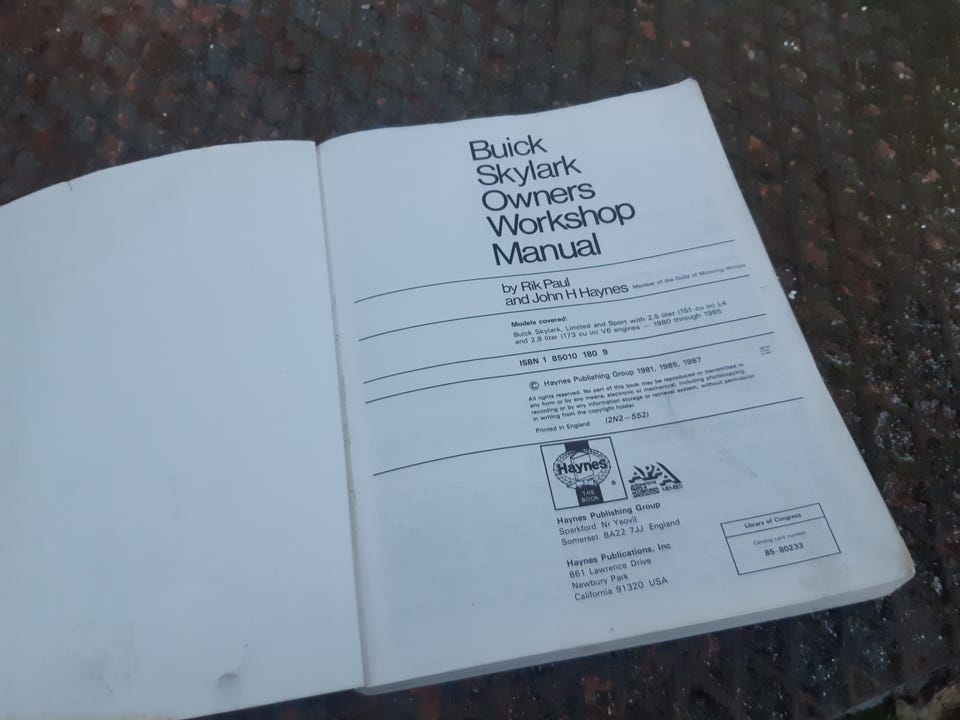 Buick
Skylark
Owners
Workshop
Manual
by Rik Paul
and John H Haynes Member of the Guild of Motoring Writers
Models covered:
Buick Skylark, Limited and Sport with 2.5 liter (151 cu in) L4
and 2.8 liter (173 cu in) V6 engines – 1980 through 1985
ISBN 1 85010 180 9
© Haynes Publishing Group 1981, 1985, 1987
All rights reserved. No part of this book may be reproduced or transmitted in
any form or by any means, electronic or mechanical, including photocopying,
recording or by any information storage or retrieval system, without permission
in writing from the copyright holder.
Printed in England (2N2–552)
Haynes
®
THE
BOOK
APAA
AUTOMOTIVE
PARTS &
ACCESSORIES
ASSOCIATION MEMBER
Haynes Publishing Group
Sparkford Nr Yeovil
Somerset BA22 7JJ England
Haynes Publications, Inc
861 Lawrence Drive
Newbury Park
California 91320 USA
Library of Congress
Catalog card number
85-80233